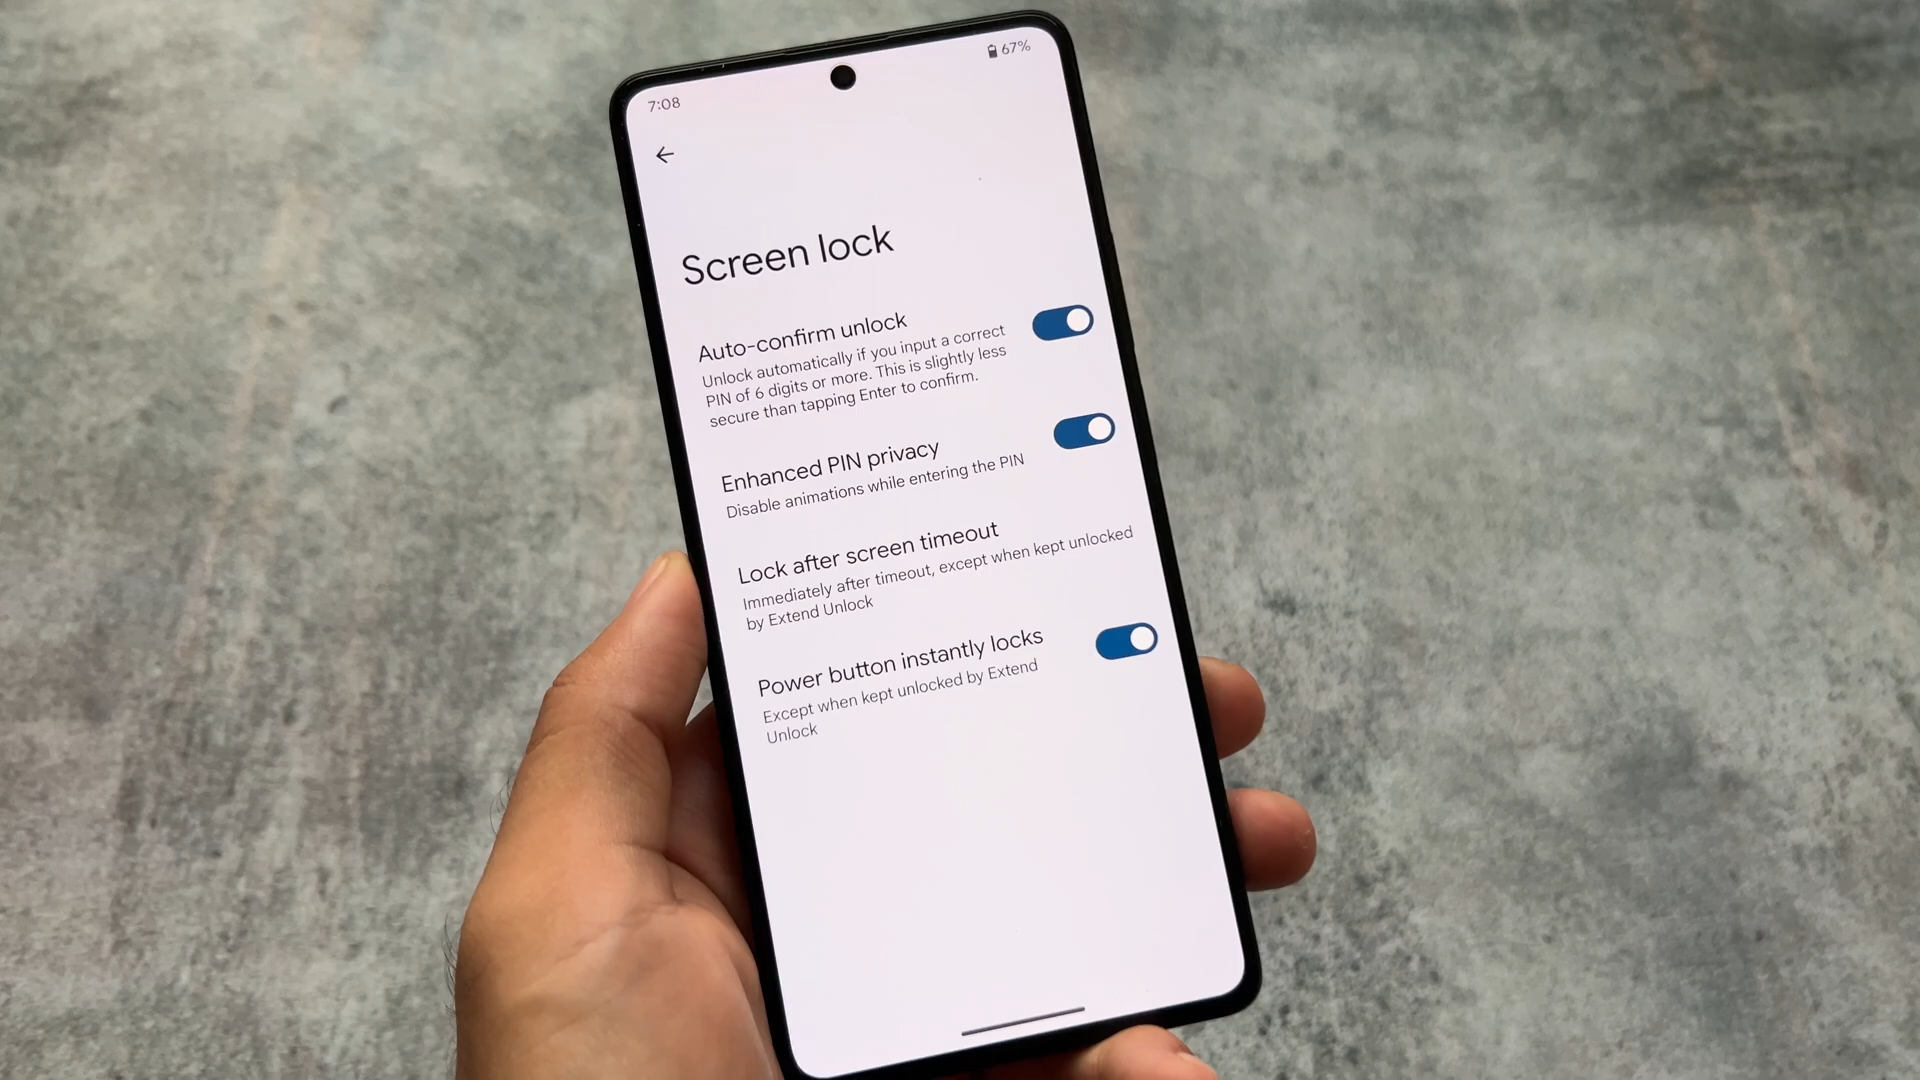 7:08
67%
Screen lock
Auto-confirm unlock
Unlock automatically if you input a correct
PIN of 6 digits or more. This is slightly less
secure than tapping Enter to confirm.
Enhanced PIN privacy
Disable animations while entering the PIN
Lock after screen timeout
Immediately after timeout, except when kept unlocked
by Extend Unlock
Power button instantly locks
Except when kept unlocked by Extend
Unlock